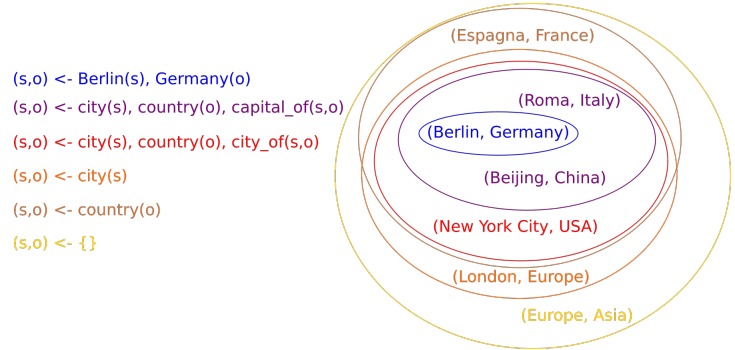 (s,o) <- Berlin(s), Germany(o)
(s,o) <- city(s), country(o), capital_of(s,o)
(s,o) <- city(s), country(o), city_of(s,o)
(s,o) <- city(s)
(s,o) <- country(o)
(s,o) <- {}
(Espagna, France)
(Roma, Italy)
(Berlin, Germany)
(Beijing, China)
(New York City, USA)
(London, Europe)
(Europe, Asia)